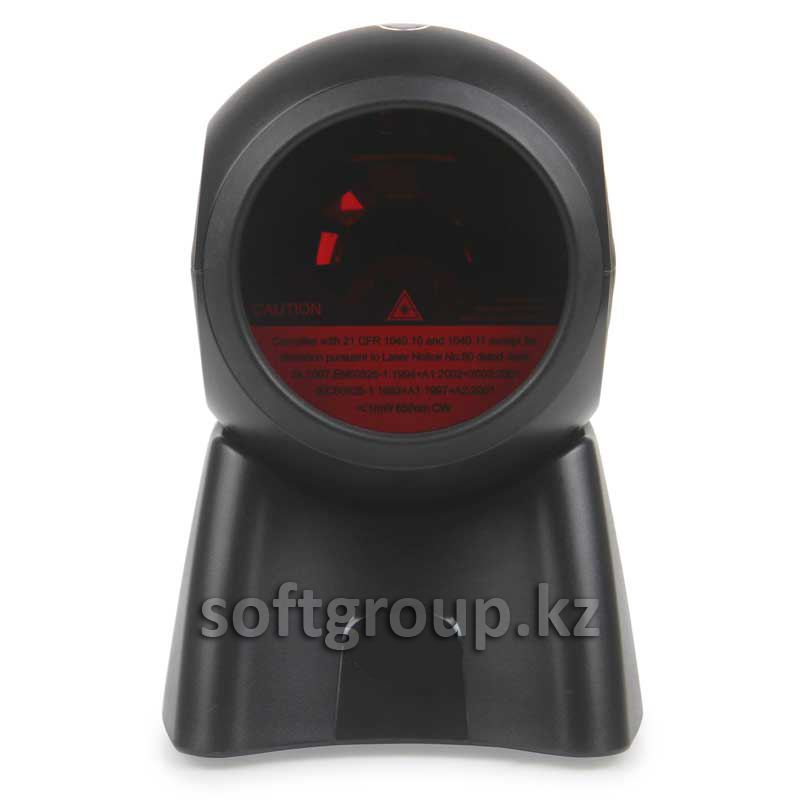 CAUTION
Complies with 21 CFR 1040.10 and 1040.11 except for
deviation pursuant to Laser Notice No.50 dated June
24,2007.EN60825-1:1994+A1:2002+A2:2001
IEC60825-1:1993+A1:1997+A2:2001
<1mW 650nm CW
softgroup.kz